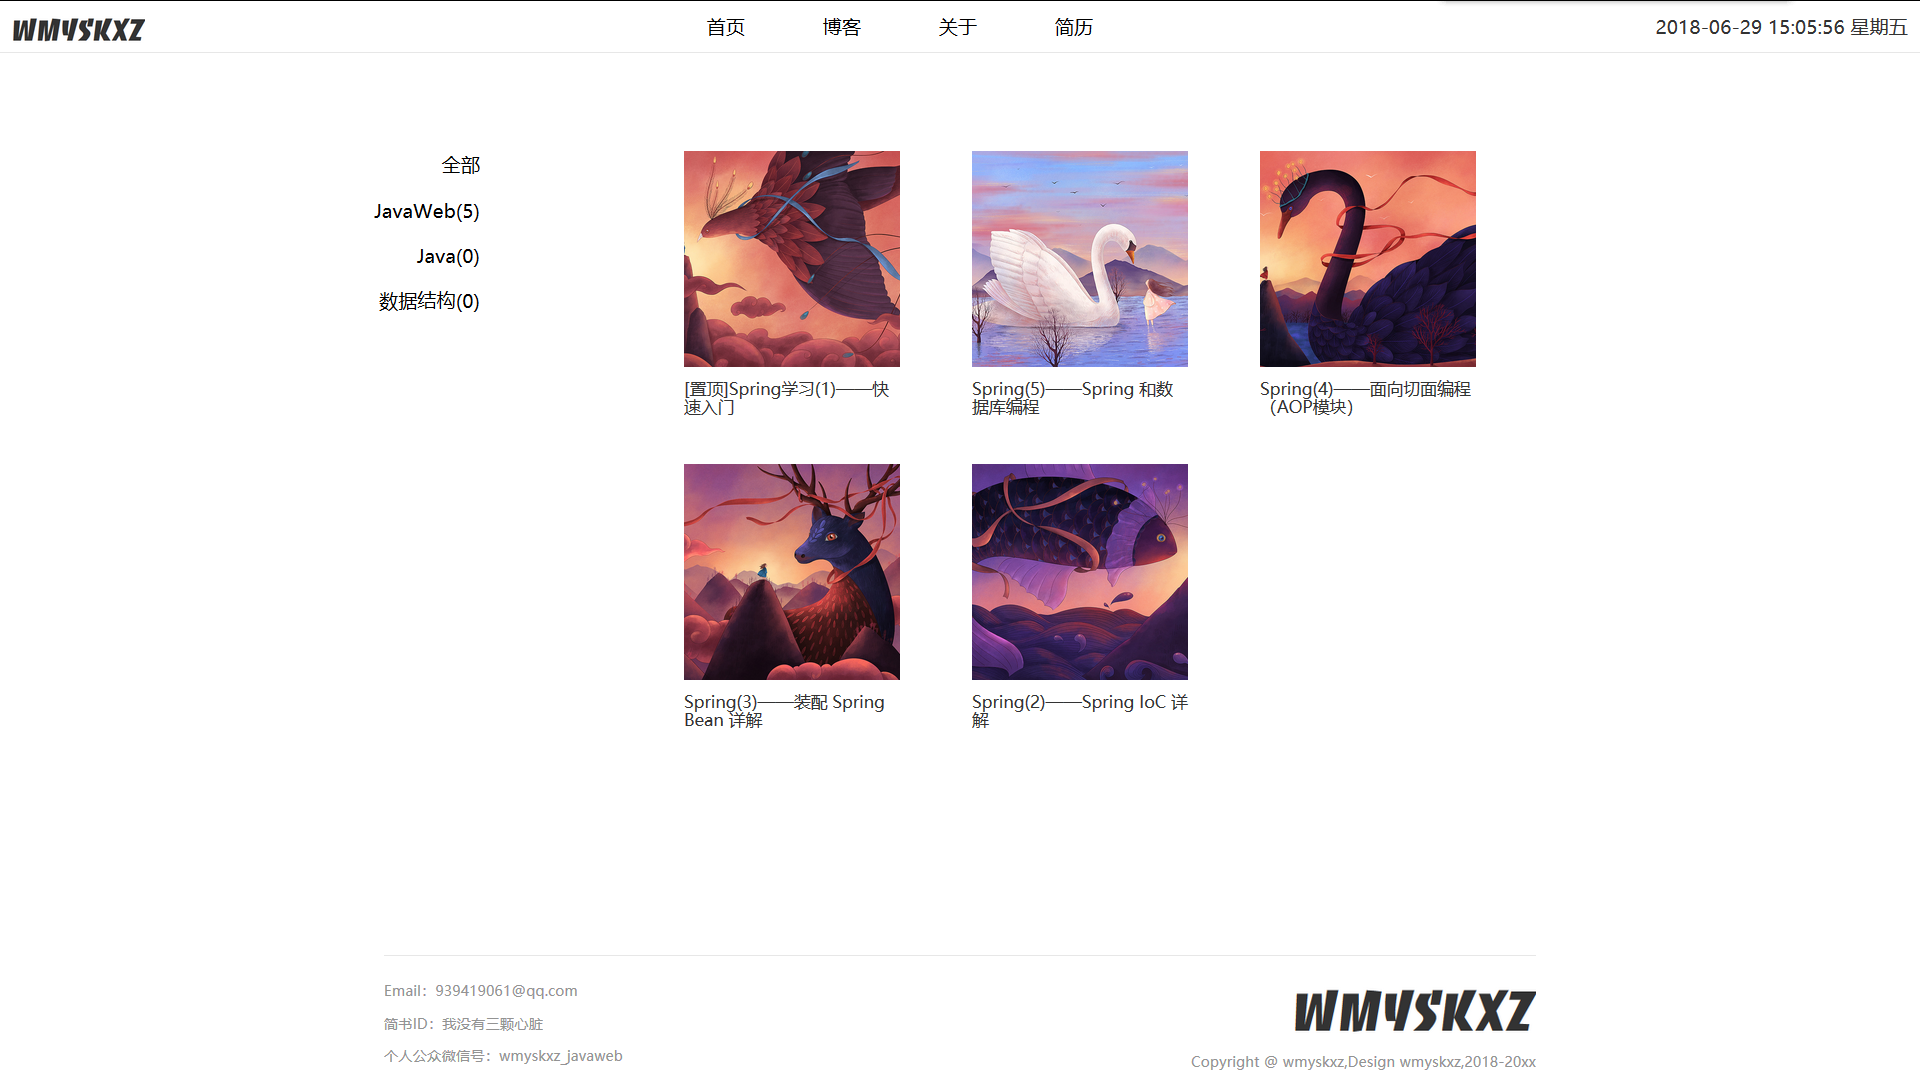 WMYSKXZ
首页
博客
关于
简历
2018-06-29 15:05:56 星期五
全部
JavaWeb(5)
Java(0)
数据结构(0)
[置顶]Spring学习(1)——快
速入门
Spring(5)——Spring 和数
据库编程
Spring(4)——面向切面编程
（AOP模块）
Spring(3)——装配 Spring
Bean 详解
Spring(2)——Spring IoC 详
解
Email：939419061@qq.com
简书ID：我没有三颗心脏
个人公众微信号：wmyskxz_javaweb
WMYSKXZ
Copyright @ wmyskxz,Design wmyskxz,2018-20xx